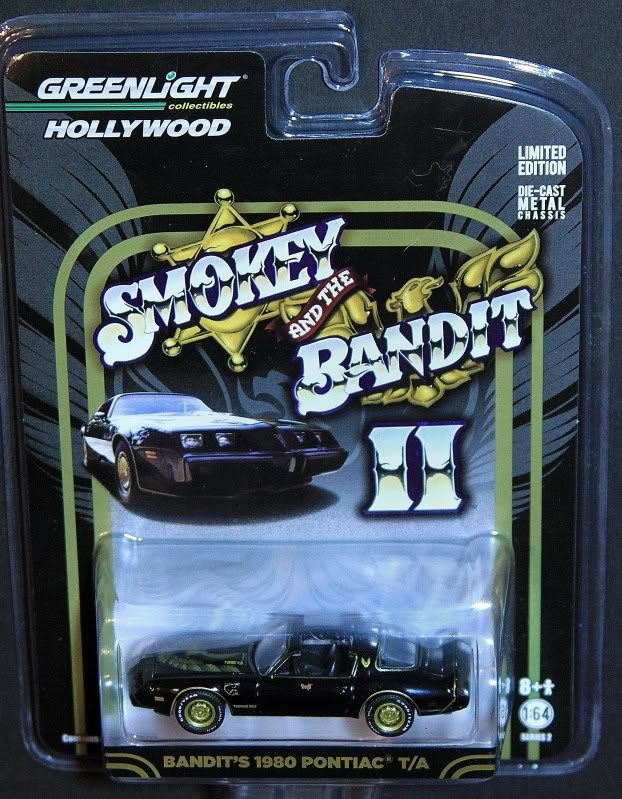 GREENLIGHT®
collectibles
HOLLYWOOD
LIMITED
EDITION
DIE-CAST
METAL
CHASSIS
SMOKEY
AND THE
BANDIT
II
8+
1:64
SERIES 2
BANDIT'S 1980 PONTIAC® T/A